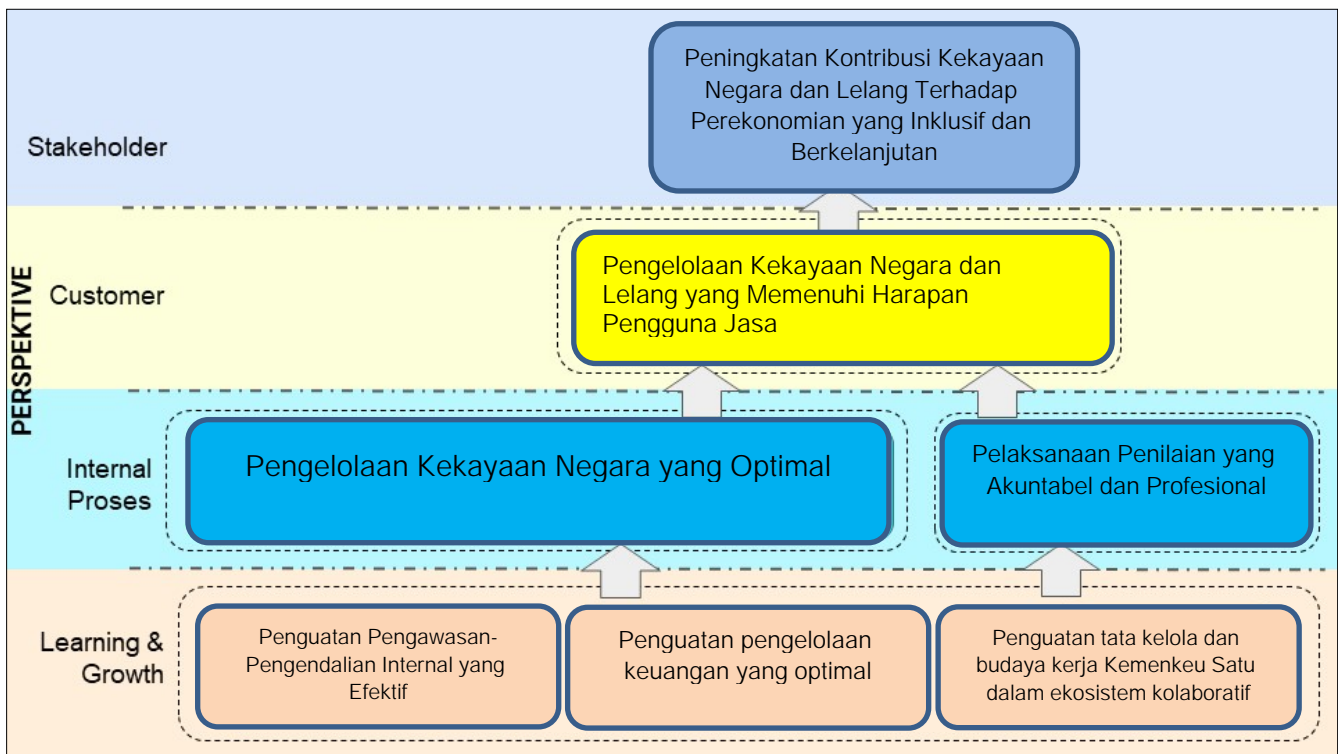 PERSPEKTIVE
Stakeholder
Peningkatan Kontribusi Kekayaan
Negara dan Lelang Terhadap
Perekonomian yang Inklusif dan
Berkelanjutan
Customer
Pengelolaan Kekayaan Negara dan
Lelang yang Memenuhi Harapan
Pengguna Jasa
Internal
Proses
Pengelolaan Kekayaan Negara yang Optimal
Pelaksanaan Penilaian yang
Akuntabel dan Profesional
Learning &
Growth
Penguatan Pengawasan-
Pengendalian Internal yang
Efektif
Penguatan pengelolaan
keuangan yang optimal
Penguatan tata kelola dan
budaya kerja Kemenkeu Satu
dalam ekosistem kolaboratif